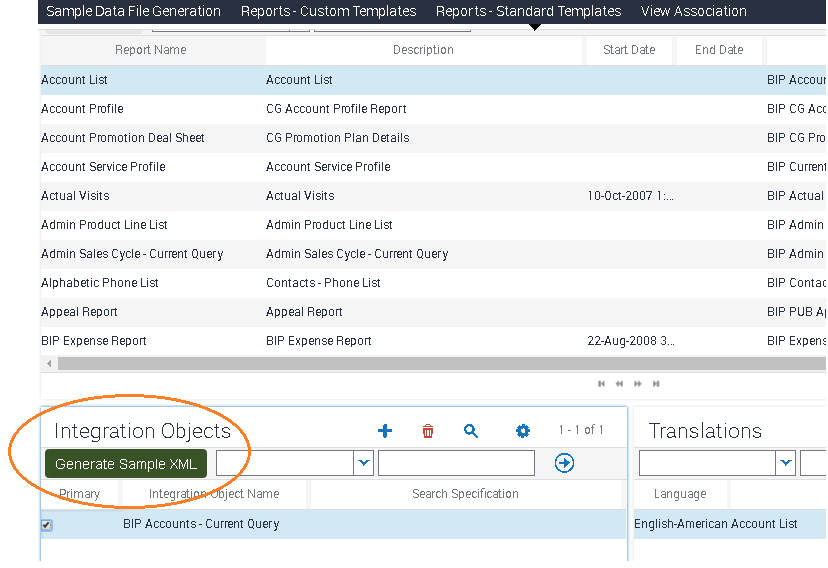 Sample Data File Generation Reports - Custom Templates Reports - Standard Templates View Association
Report Name Description Start Date End Date
Account List Account List BIP Accoun
Account Profile CG Account Profile Report BIP CG Acc
Account Promotion Deal Sheet CG Promotion Plan Details BIP CG Pro
Account Service Profile Account Service Profile BIP Current
Actual Visits Actual Visits 10-Oct-2007 1:... BIP Actual
Admin Product Line List Admin Product Line List BIP Admin
Admin Sales Cycle - Current Query Admin Sales Cycle - Current Query BIP Admin
Alphabetic Phone List Contacts - Phone List BIP Contac
Appeal Report Appeal Report BIP PUB Ap
BIP Expense Report BIP Expense Report 22-Aug-2008 3... BIP Expens
Integration Objects 1 - 1 of 1 Translations
Generate Sample XML
Primary Integration Object Name Search Specification Language
BIP Accounts - Current Query English-American Account List